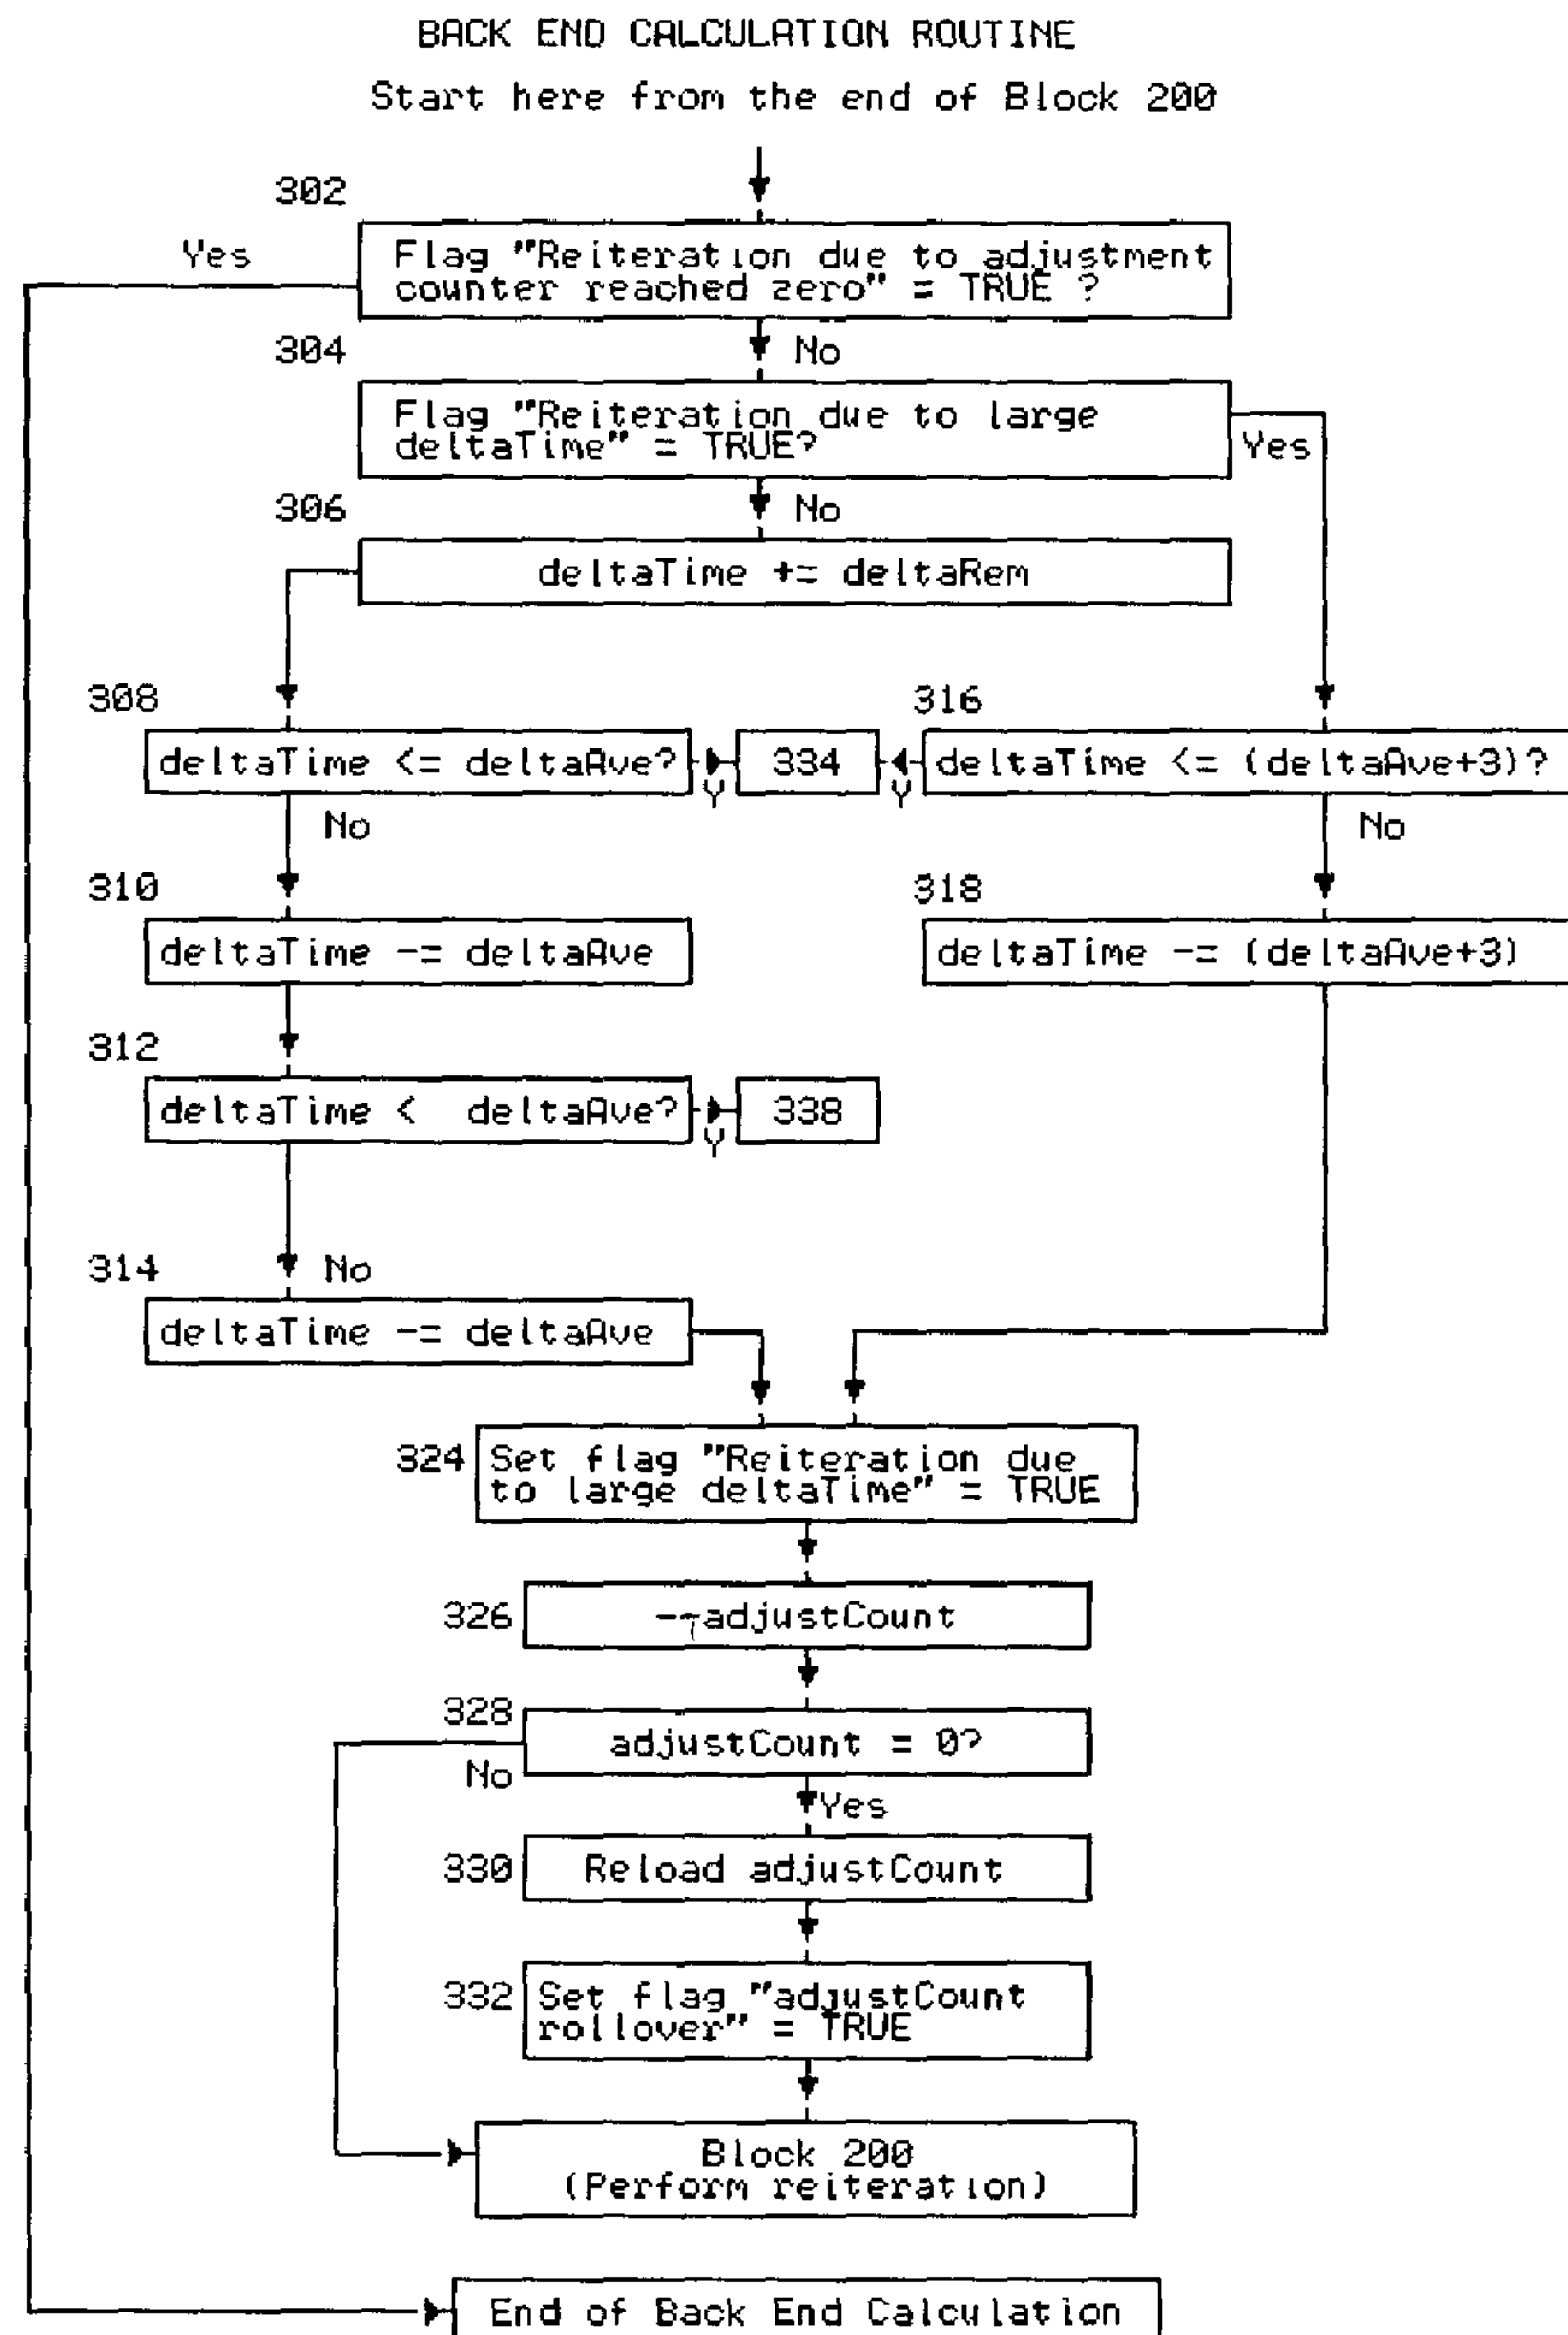 BACK END CALCULATION ROUTINE
Start here from the end of Block 200
302
Yes
Flag "Reiteration due to adjustment
counter reached zero" = TRUE ?
304
No
Flag "Reiteration due to large
deltaTime" = TRUE?
Yes
306
No
deltaTime += deltaRem
308
316
deltaTime <= deltaAve?
Y
334
Y
deltaTime <= (deltaAve+3)?
No
No
310
318
deltaTime -= deltaAve
deltaTime -= (deltaAve+3)
312
deltaTime < deltaAve?
Y
338
314
No
deltaTime -= deltaAve
324
Set flag "Reiteration due
to large deltaTime" = TRUE
326
--adjustCount
328
adjustCount = 0?
No
Yes
330
Reload adjustCount
332
Set flag "adjustCount
rollover" = TRUE
Block 200
(Perform reiteration)
End of Back End Calculation